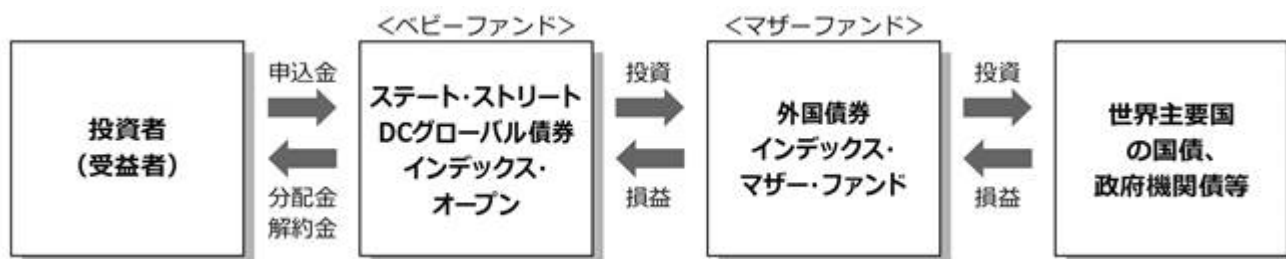 <ベビーファンド>
<マザーファンド>
投資者
(受益者)
申込金
分配金
解約金
ステート・ストリート
DCグローバル債券
インデックス・
オープン
投資
損益
外国債券
インデックス・
マザー・ファンド
投資
損益
世界主要国
の国債、
政府機関債等